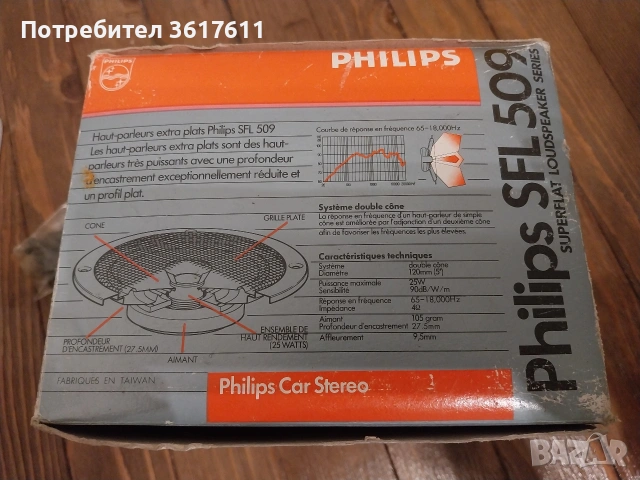 Потребител 3617611
PHILIPS
PHILIPS
Haut-parleurs extra plats Philips SFL 509
Les haut-parleurs extra plats sont des haut-
parleurs très puissants avec une profondeur
d'encastrement exceptionnellement réduite et
un profil plat.
Courbe de réponse en fréquence 65-18,000Hz
Système double cône
La réponse en fréquence d'un haut-parleur de simple
cône est améliorée par l'adjonction d'un deuxième cône
afin de favoriser les fréquences les plus élevées.
Caractéristiques techniques
Système double cône
Diamètre 120mm (5")
Puissance maximale 25W
Sensibilité 90dB/W/m
Réponse en fréquence 65-18,000Hz
Impédance 4Ω
Aimant 105 gram
Profondeur d'encastrement 27.5mm
Affleurement 9,5mm
CONE
GRILLE PLATE
PROFONDEUR
D'ENCASTREMENT (27.5MM)
AIMANT
ENSEMBLE DE
HAUT RENDEMENT
(25 WATTS)
FABRIQUES EN TAIWAN
Philips Car Stereo
1
Philips SFL 509
SUPERFLAT LOUDSPEAKER SERIES
BAZAR